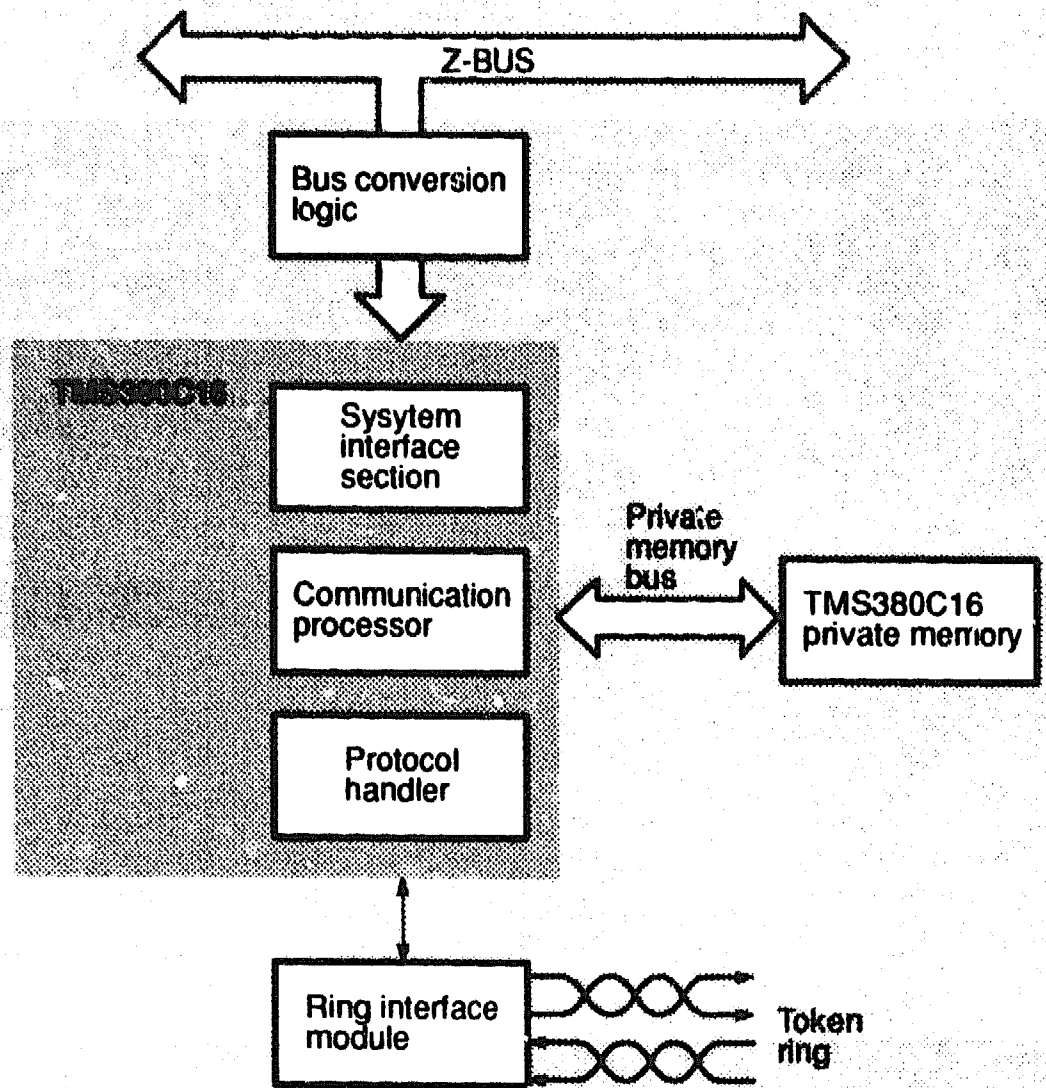 Z-BUS
Bus conversion
logic
TMS380C16
Sysytem
interface
section
Private
memory
bus
Communication
processor
TMS380C16
private memory
Protocol
handler
Ring interface
module
Token
ring